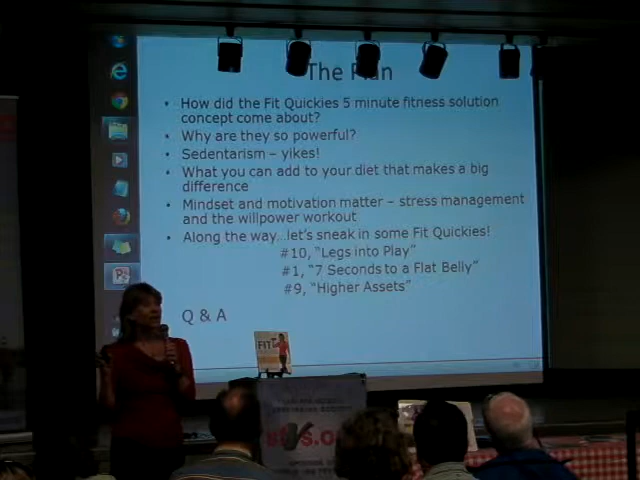 The Plan
• How did the Fit Quickies 5 minute fitness solution
concept come about?
• Why are they so powerful?
• Sedentarism – yikes!
• What you can add to your diet that makes a big
difference
• Mindset and motivation matter – stress management
and the willpower workout
• Along the way...let's sneak in some Fit Quickies!
#10, "Legs into Play"
#1, "7 Seconds to a Flat Belly"
#9, "Higher Assets"
Q & A
FIT